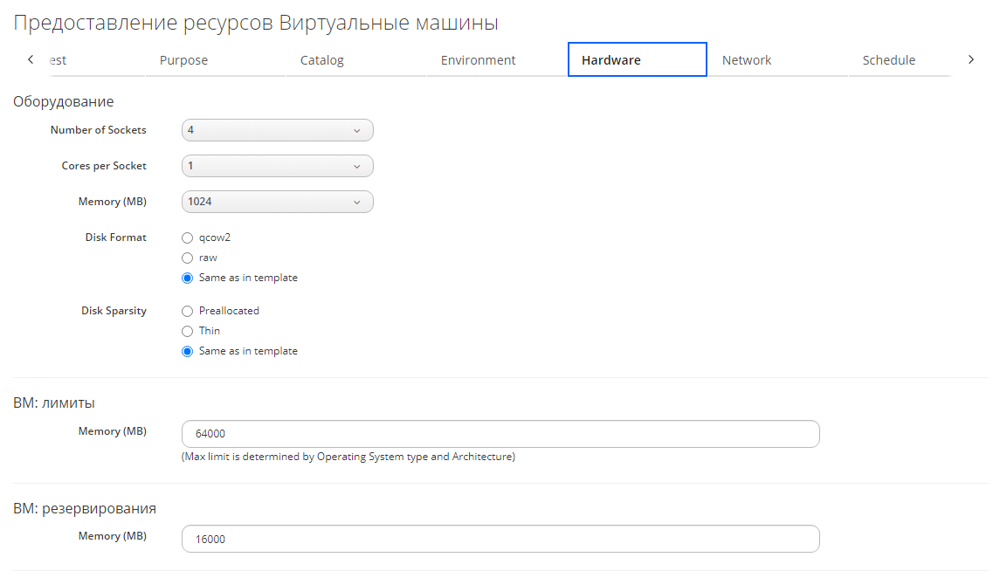 Предоставление ресурсов Виртуальные машины
est Purpose Catalog Environment Hardware Network Schedule
Оборудование
Number of Sockets 4
Cores per Socket 1
Memory (MB) 1024
Disk Format qcow2
raw
Same as in template
Disk Sparsity Preallocated
Thin
Same as in template
ВМ: лимиты
Memory (MB) 64000
(Max limit is determined by Operating System type and Architecture)
ВМ: резервирования
Memory (MB) 16000